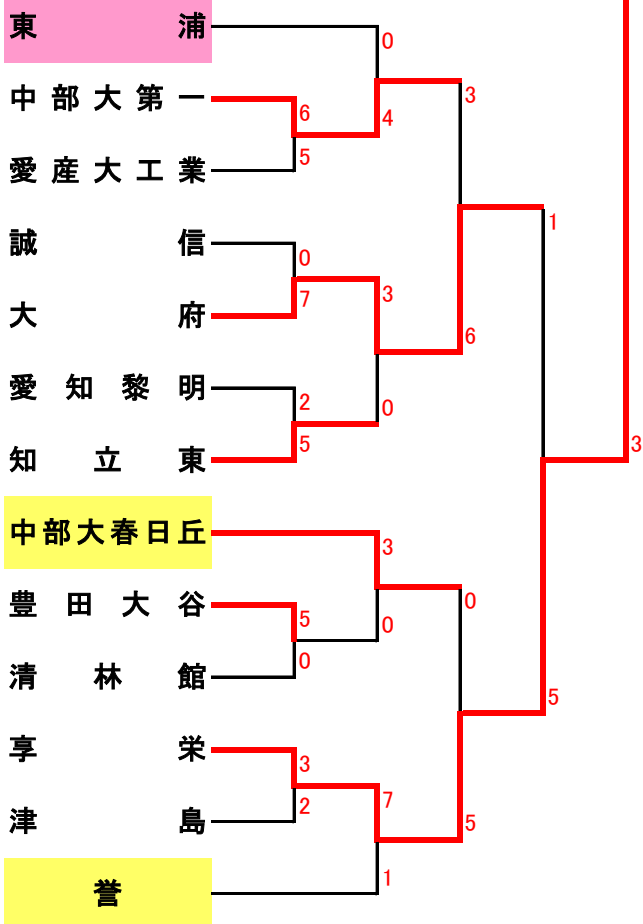 東浦
0
中部大第一
6
4
3
5
愛産大工業
誠信
0
1
大府
7
3
6
愛知黎明
2
0
知立東
5
3
中部大春日丘
3
豊田大谷
5
0
0
清林館
0
5
享栄
3
7
津島
2
5
誉
1